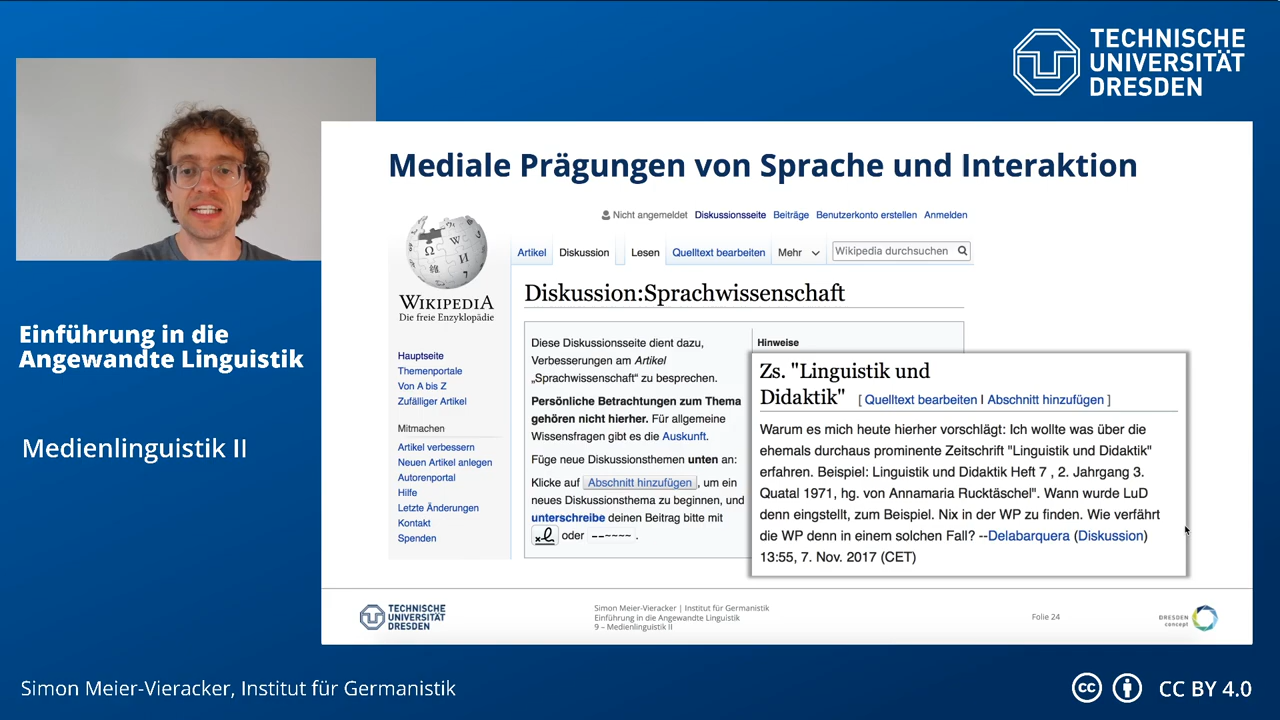 TECHNISCHE
UNIVERSITÄT
DRESDEN
Einführung in die
Angewandte Linguistik
Medienlinguistik II
Mediale Prägungen von Sprache und Interaktion
WIKIPEDIA
Die freie Enzyklopädie
Hauptseite
Themenportale
Von A bis Z
Zufälliger Artikel
Mitmachen
Artikel verbessern
Neuen Artikel anlegen
Autorenportal
Hilfe
Letzte Änderungen
Kontakt
Spenden
Nicht angemeldet Diskussionsseite Beiträge Benutzerkonto erstellen Anmelden
Artikel Diskussion Lesen Quelltext bearbeiten Mehr Wikipedia durchsuchen
Diskussion:Sprachwissenschaft
Diese Diskussionsseite dient dazu,
Verbesserungen am Artikel
„Sprachwissenschaft“ zu besprechen.
Persönliche Betrachtungen zum Thema
gehören nicht hierher. Für allgemeine
Wissensfragen gibt es die Auskunft.
Füge neue Diskussionsthemen unten an:
Klicke auf Abschnitt hinzufügen, um ein
neues Diskussionsthema zu beginnen, und
unterschreibe deinen Beitrag bitte mit
oder --~~~~ .
Hinweise
Zs. "Linguistik und
Didaktik" [ Quelltext bearbeiten | Abschnitt hinzufügen ]
Warum es mich heute hierher vorschlägt: Ich wollte was über die
ehemals durchaus prominente Zeitschrift "Linguistik und Didaktik"
erfahren. Beispiel: Linguistik und Didaktik Heft 7 , 2. Jahrgang 3.
Quatal 1971, hg. von Annamaria Rucktäschel". Wann wurde LuD
denn eingstellt, zum Beispiel. Nix in der WP zu finden. Wie verfährt
die WP denn in einem solchen Fall? --Delabarquera (Diskussion)
13:55, 7. Nov. 2017 (CET)
TECHNISCHE
UNIVERSITÄT
DRESDEN
Simon Meier-Vieracker | Institut für Germanistik
Einführung in die Angewandte Linguistik
9 – Medienlinguistik II
Folie 24
DRESDEN
concept
Simon Meier-Vieracker, Institut für Germanistik
CC BY 4.0